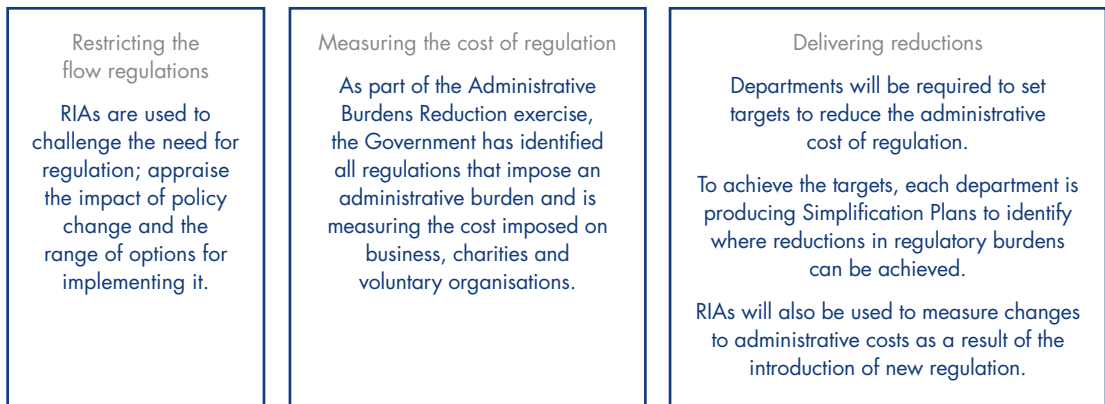 Restricting the
flow regulations
RIAs are used to
challenge the need for
regulation; appraise
the impact of policy
change and the
range of options for
implementing it.
Measuring the cost of regulation
As part of the Administrative
Burdens Reduction exercise,
the Government has identified
all regulations that impose an
administrative burden and is
measuring the cost imposed on
business, charities and
voluntary organisations.
Delivering reductions
Departments will be required to set
targets to reduce the administrative
cost of regulation.
To achieve the targets, each department is
producing Simplification Plans to identify
where reductions in regulatory burdens
can be achieved.
RIAs will also be used to measure changes
to administrative costs as a result of the
introduction of new regulation.